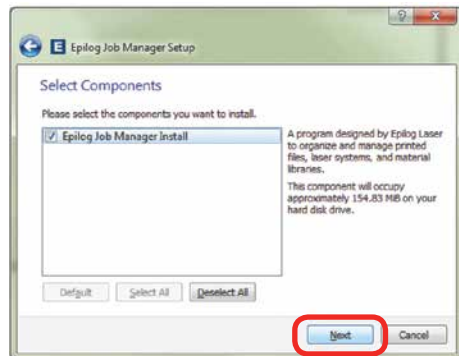 Epilog Job Manager Setup
Select Components
Please select the components you want to install.
Epilog Job Manager Install
A program designed by Epilog Laser
to organize and manage printed
files, laser systems, and material
libraries.
This component will occupy
approximately 154.83 MiB on your
hard disk drive.
Default Select All Deselect All
Next Cancel